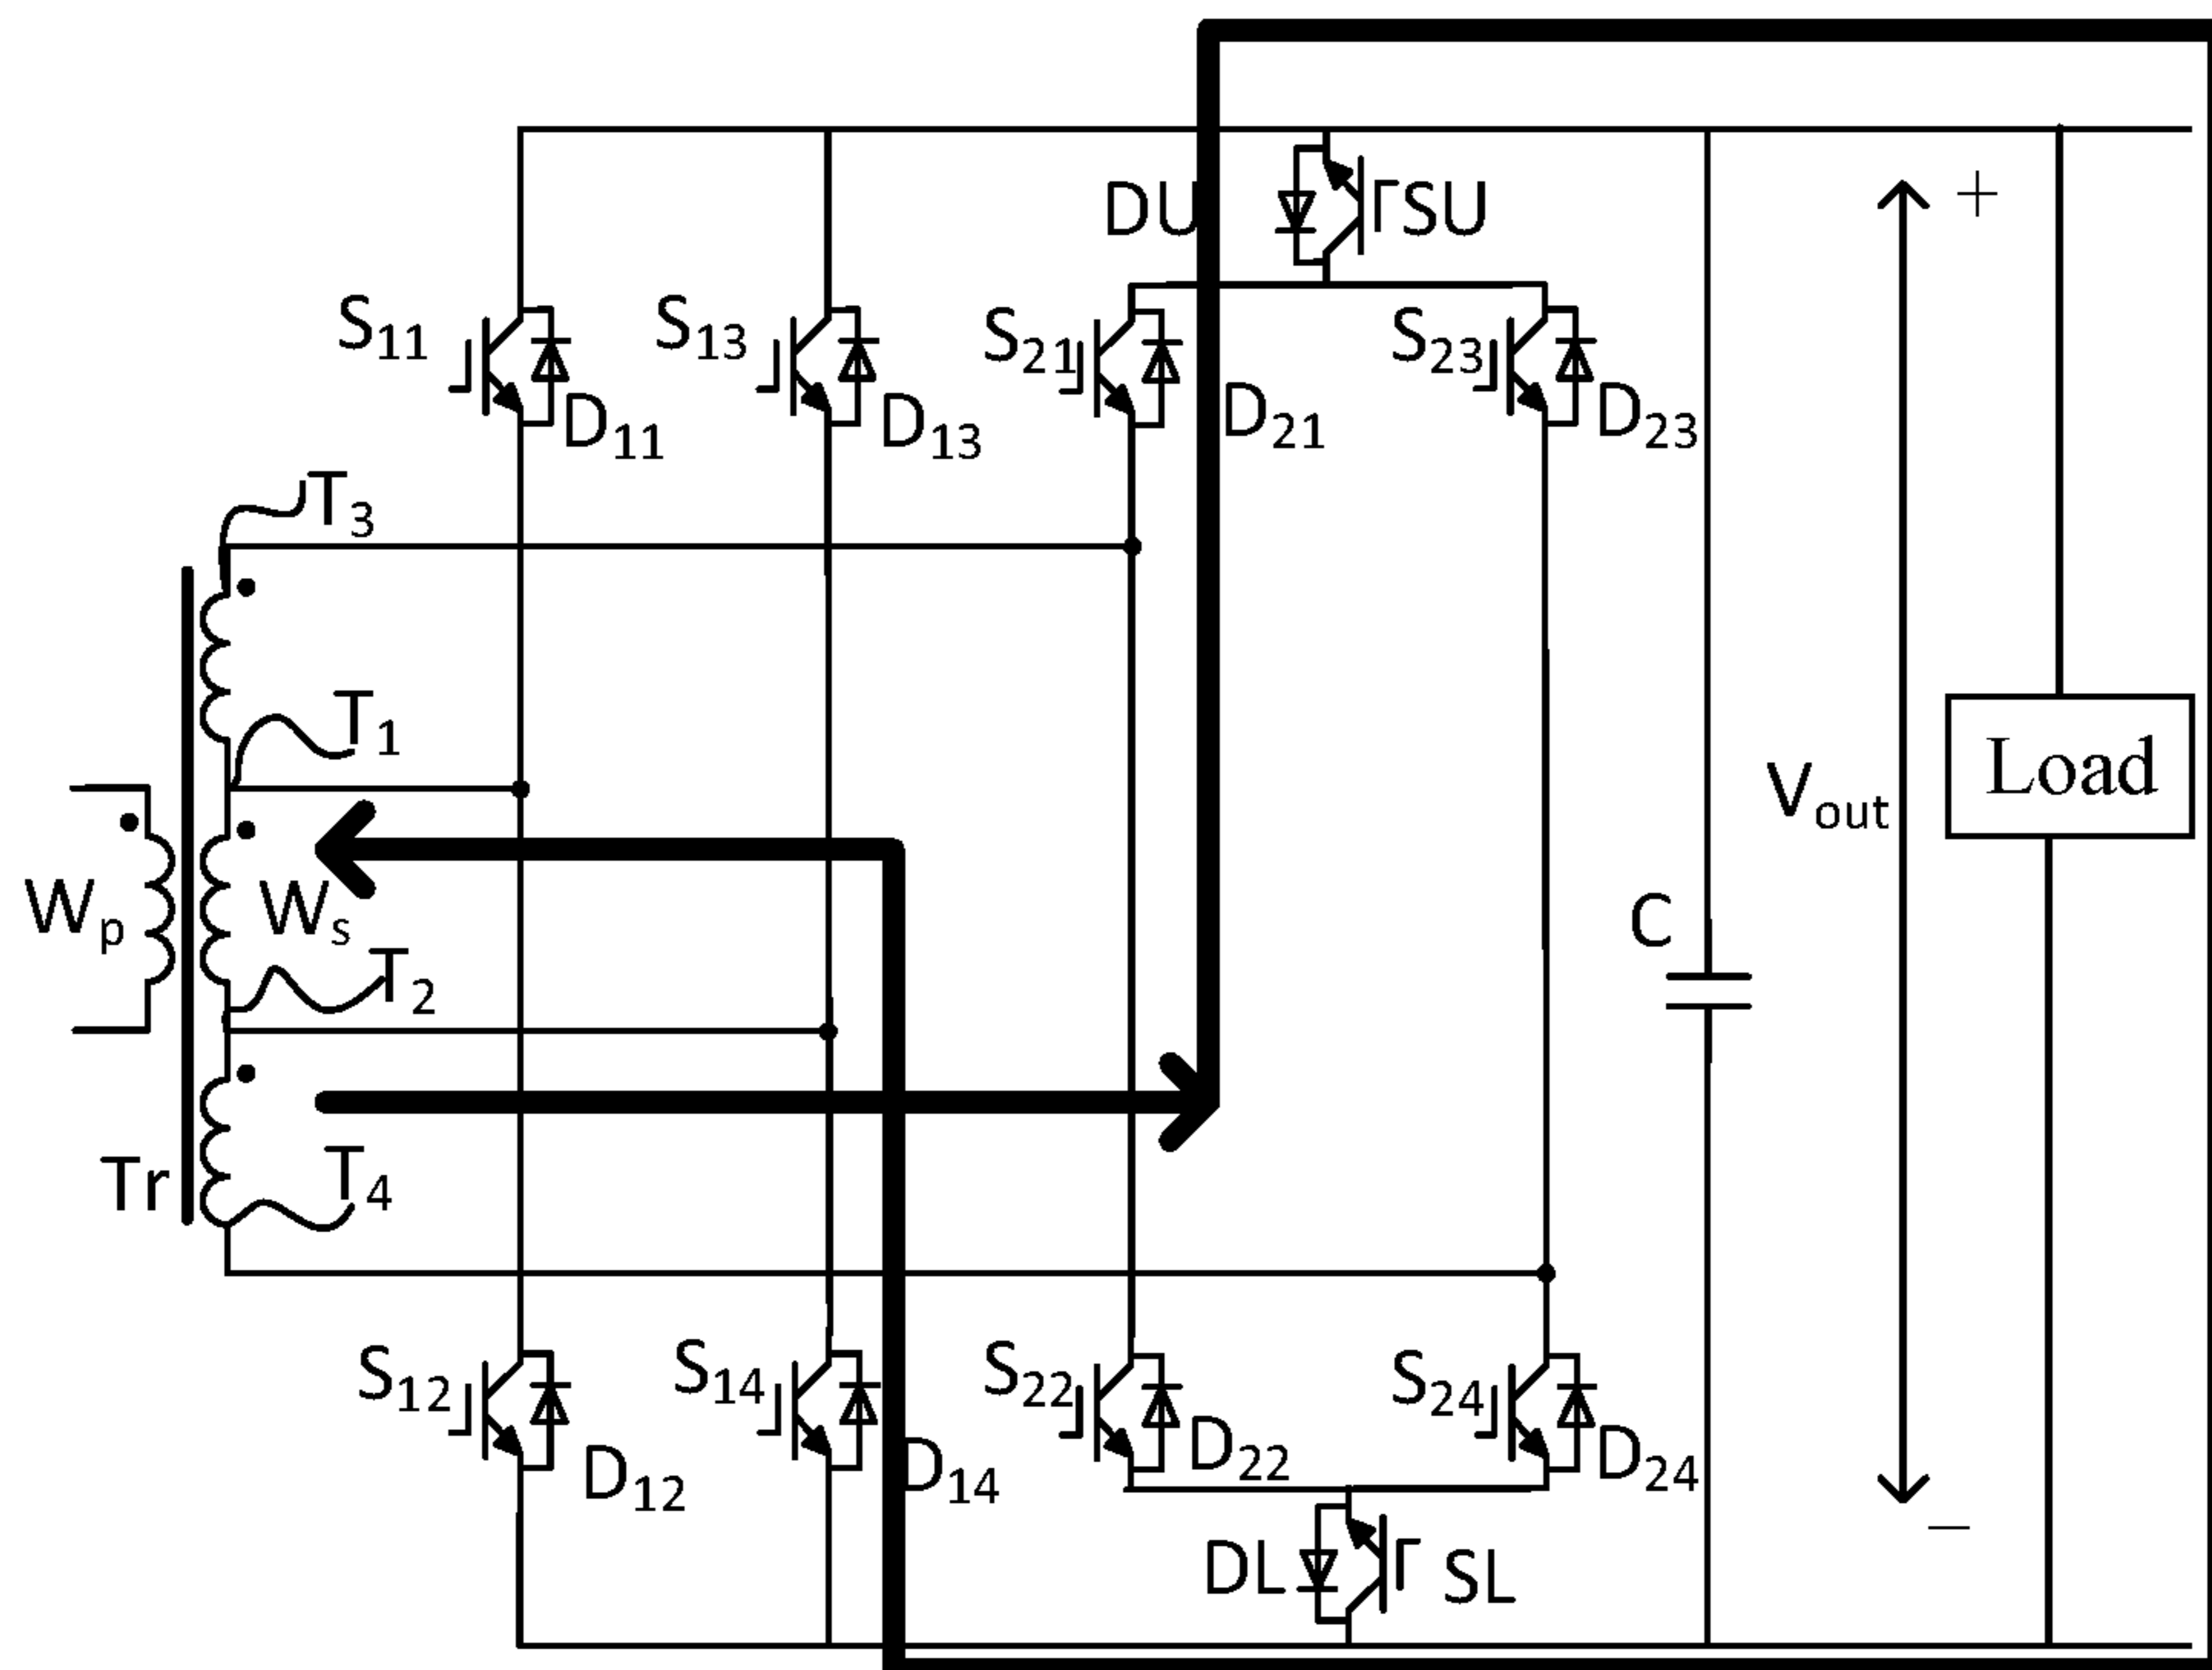 DU SU
S11 S13 S21 S23
D11 D13 D21 D23
T3
T1
Wp Ws
T2
C
Vout
+
Load
Tr
T4
S12 S14 S22 S24
D12 D14 D22 D24
DL SL
−